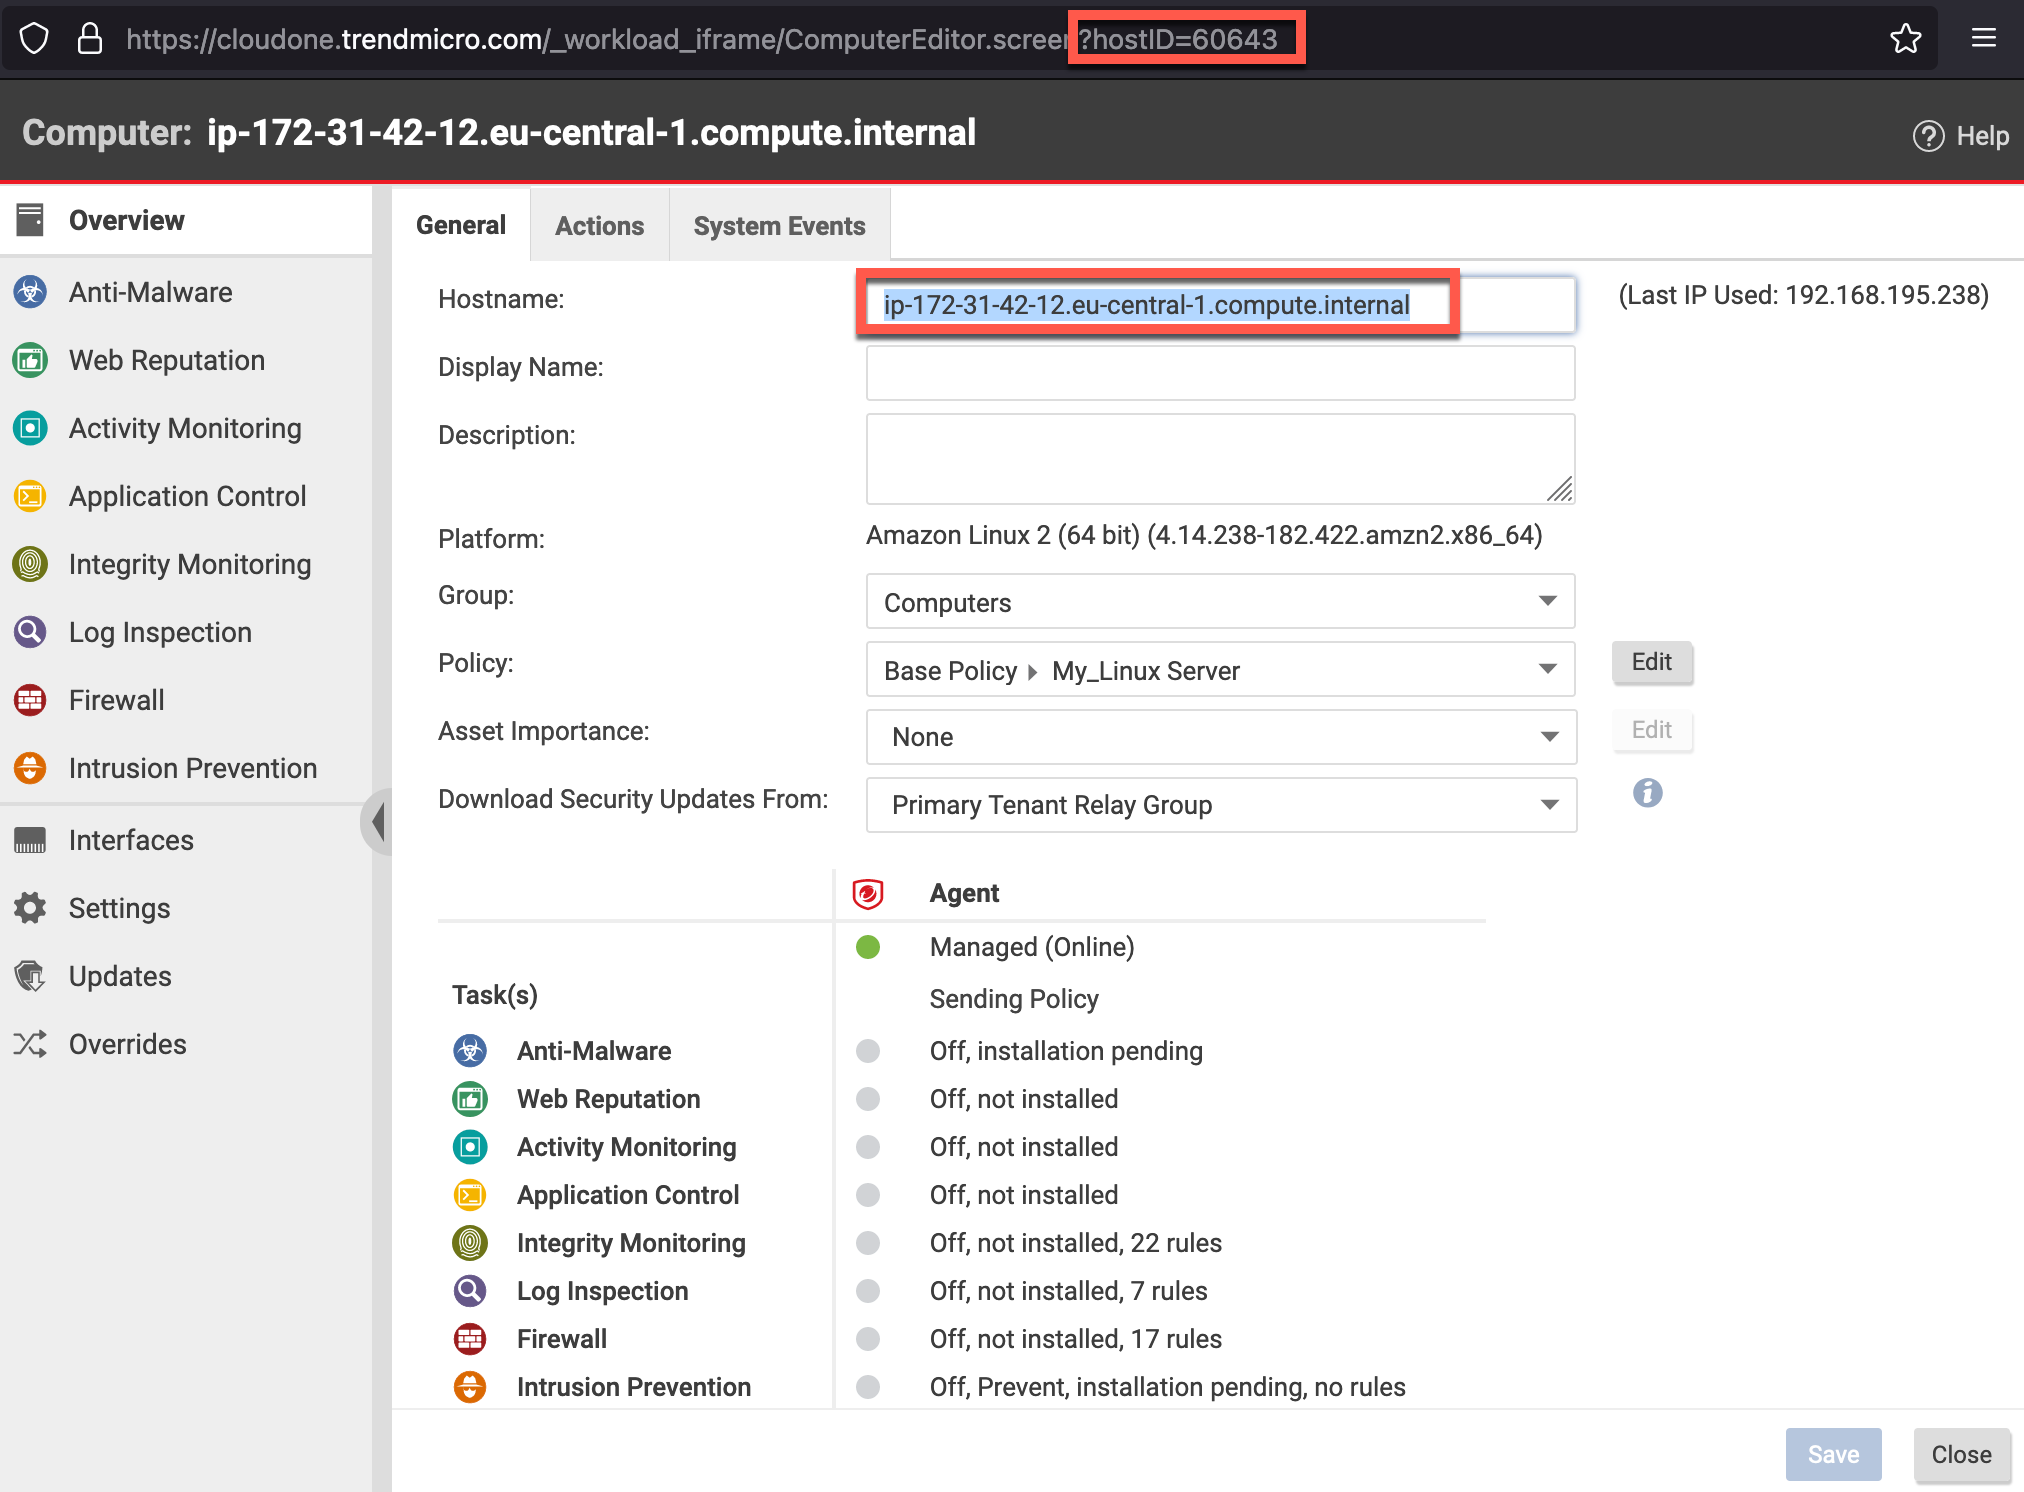 https://cloudone.trendmicro.com/_workload_iframe/ComputerEditor.screen?hostID=60643
Computer: ip-172-31-42-12.eu-central-1.compute.internal
Help
Overview
Anti-Malware
Web Reputation
Activity Monitoring
Application Control
Integrity Monitoring
Log Inspection
Firewall
Intrusion Prevention
Interfaces
Settings
Updates
Overrides
General Actions System Events
Hostname: ip-172-31-42-12.eu-central-1.compute.internal (Last IP Used: 192.168.195.238)
Display Name:
Description:
Platform: Amazon Linux 2 (64 bit) (4.14.238-182.422.amzn2.x86_64)
Group: Computers
Policy: Base Policy My_Linux Server Edit
Asset Importance: None Edit
Download Security Updates From: Primary Tenant Relay Group
Agent
Managed (Online)
Task(s) Sending Policy
Anti-Malware Off, installation pending
Web Reputation Off, not installed
Activity Monitoring Off, not installed
Application Control Off, not installed
Integrity Monitoring Off, not installed, 22 rules
Log Inspection Off, not installed, 7 rules
Firewall Off, not installed, 17 rules
Intrusion Prevention Off, Prevent, installation pending, no rules
Save Close